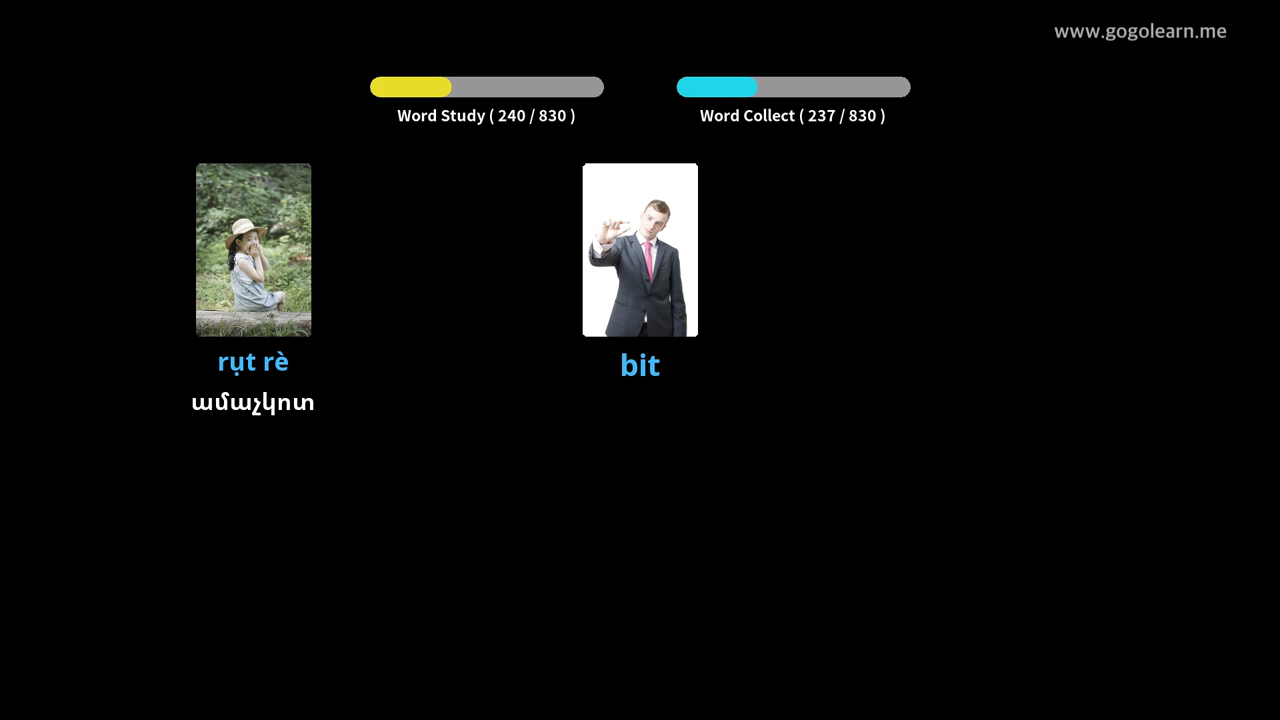 www.gogolearn.me
Word Study ( 240 / 830 )
Word Collect ( 237 / 830 )
rụt rè
ամաչկոտ
bit